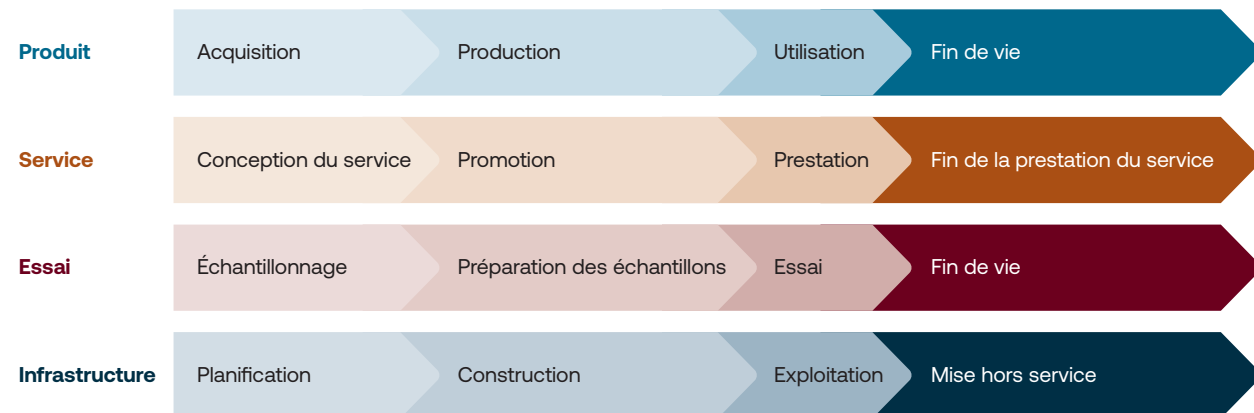 Produit Acquisition Production Utilisation Fin de vie
Service Conception du service Promotion Prestation Fin de la prestation du service
Essai Échantillonnage Préparation des échantillons Essai Fin de vie
Infrastructure Planification Construction Exploitation Mise hors service